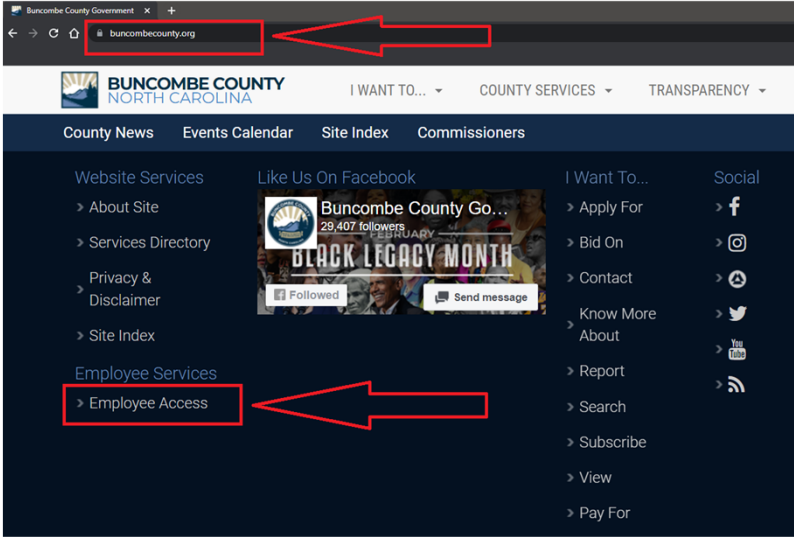 Buncombe County Government
buncombecounty.org
BUNCOMBE COUNTY
NORTH CAROLINA
I WANT TO...
COUNTY SERVICES
TRANSPARENCY
County News
Events Calendar
Site Index
Commissioners
Website Services
About Site
Services Directory
Privacy &
Disclaimer
Site Index
Employee Services
Employee Access
Like Us On Facebook
Buncombe County Go...
29,407 followers
FEBRUARY
BLACK LEGACY MONTH
Followed
Send message
I Want To...
Apply For
Bid On
Contact
Know More
About
Report
Search
Subscribe
View
Pay For
Social
You
Tube